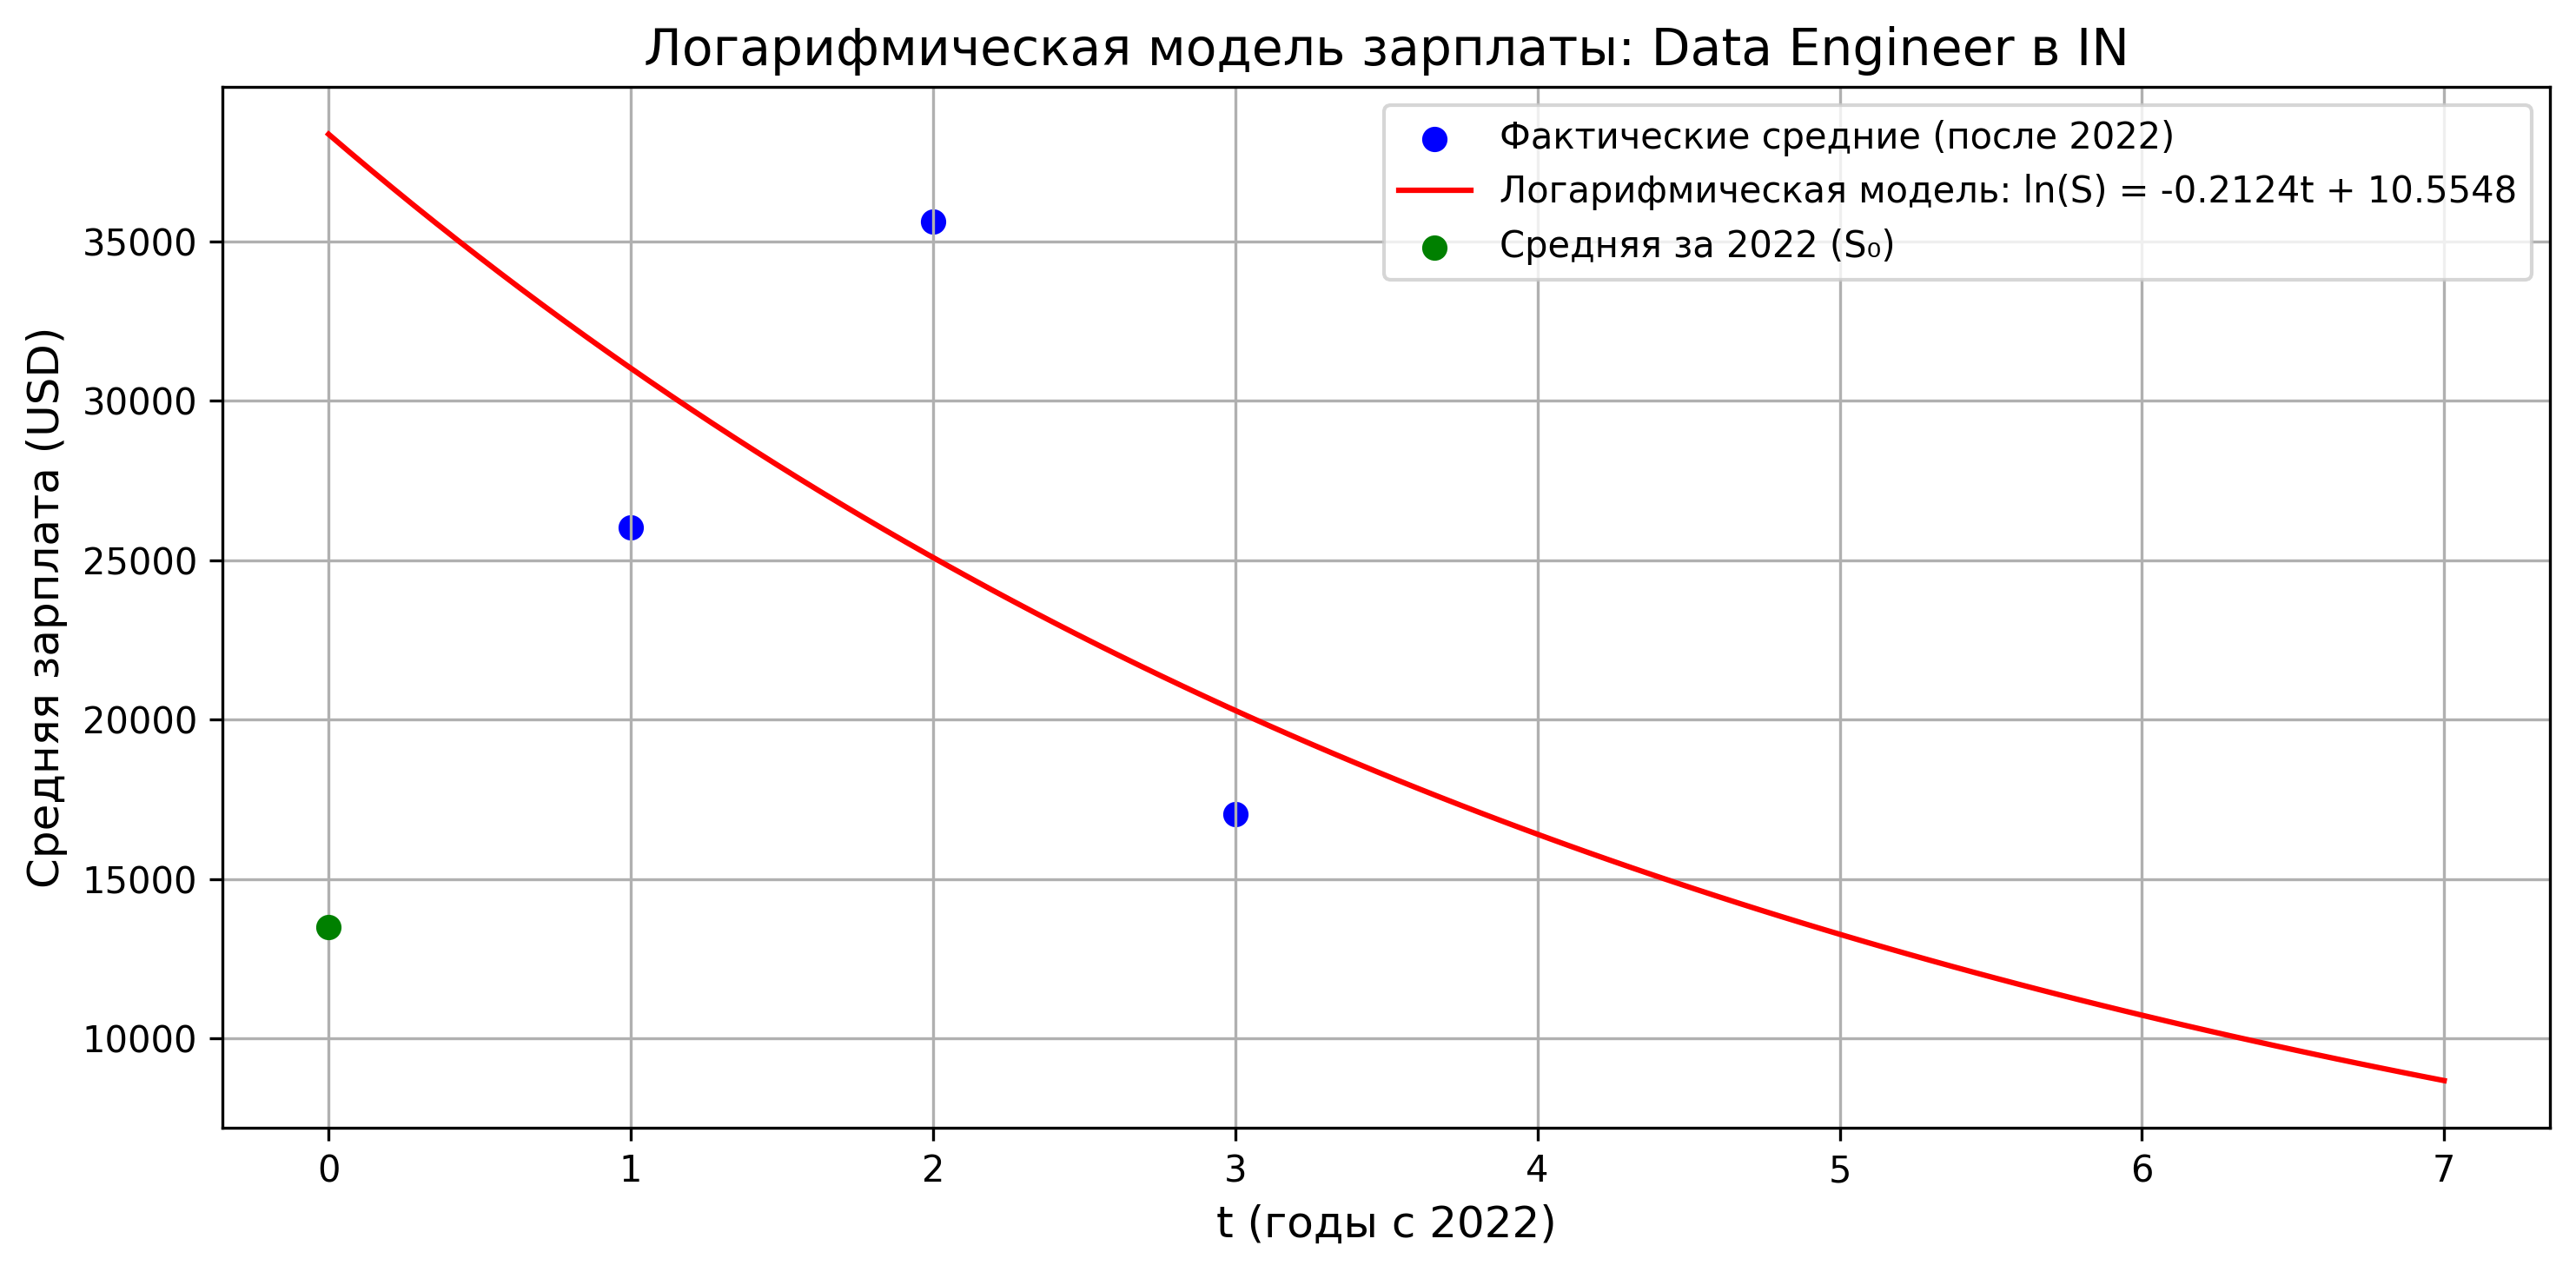 Логарифмическая модель зарплаты: Data Engineer в IN
Фактические средние (после 2022)
Логарифмическая модель: ln(S) = -0.2124t + 10.5548
Средняя за 2022 (S₀)
Средняя зарплата (USD)
35000
30000
25000
20000
15000
10000
0 1 2 3 4 5 6 7
t (годы с 2022)